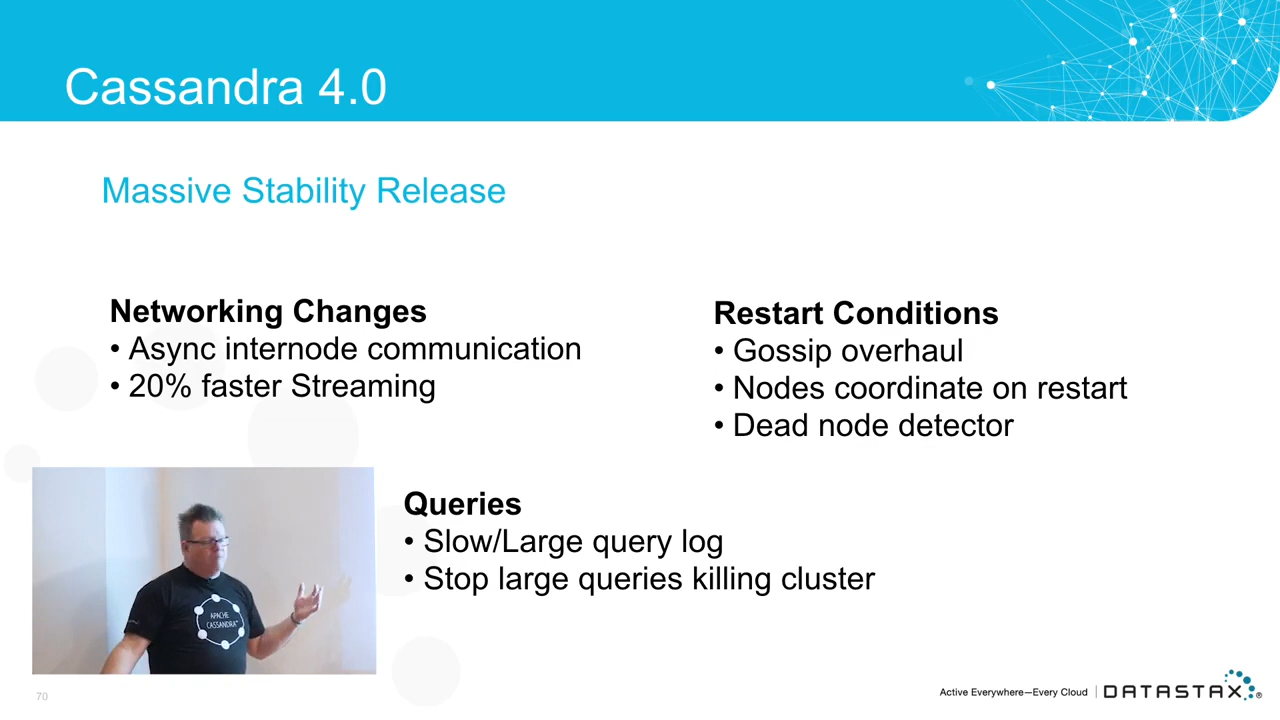 Cassandra 4.0
Massive Stability Release
Networking Changes
• Async internode communication
• 20% faster Streaming
Restart Conditions
• Gossip overhaul
• Nodes coordinate on restart
• Dead node detector
Queries
• Slow/Large query log
• Stop large queries killing cluster
APACHE
CASSANDRA™
70
Active Everywhere—Every Cloud
DATASTAX®